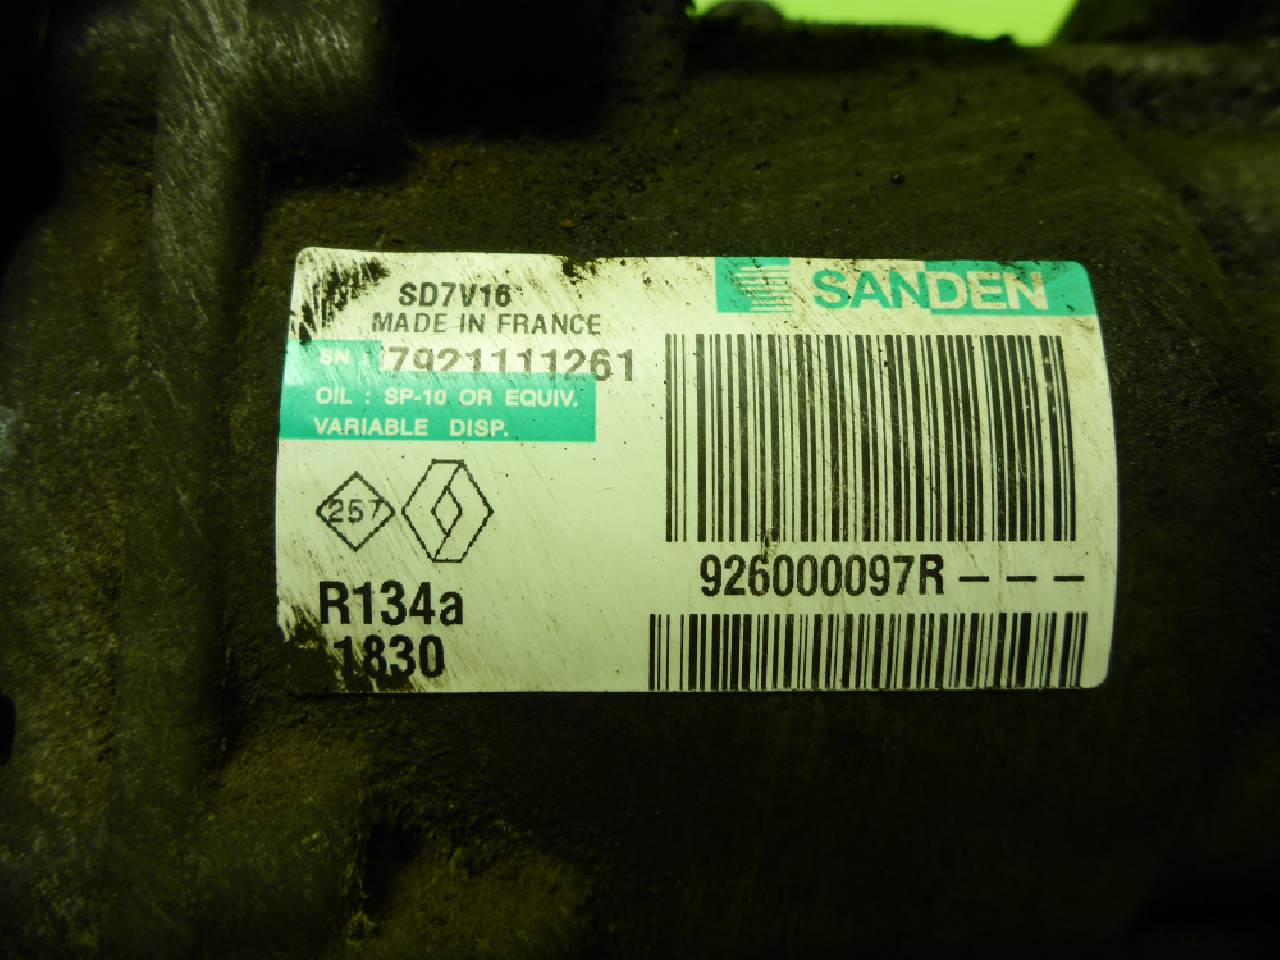 SANDEN
SD7V16
MADE IN FRANCE
SN : 7921111261
OIL : SP-10 OR EQUIV.
VARIABLE DISP.
257
926000097R – – –
R134a
1830